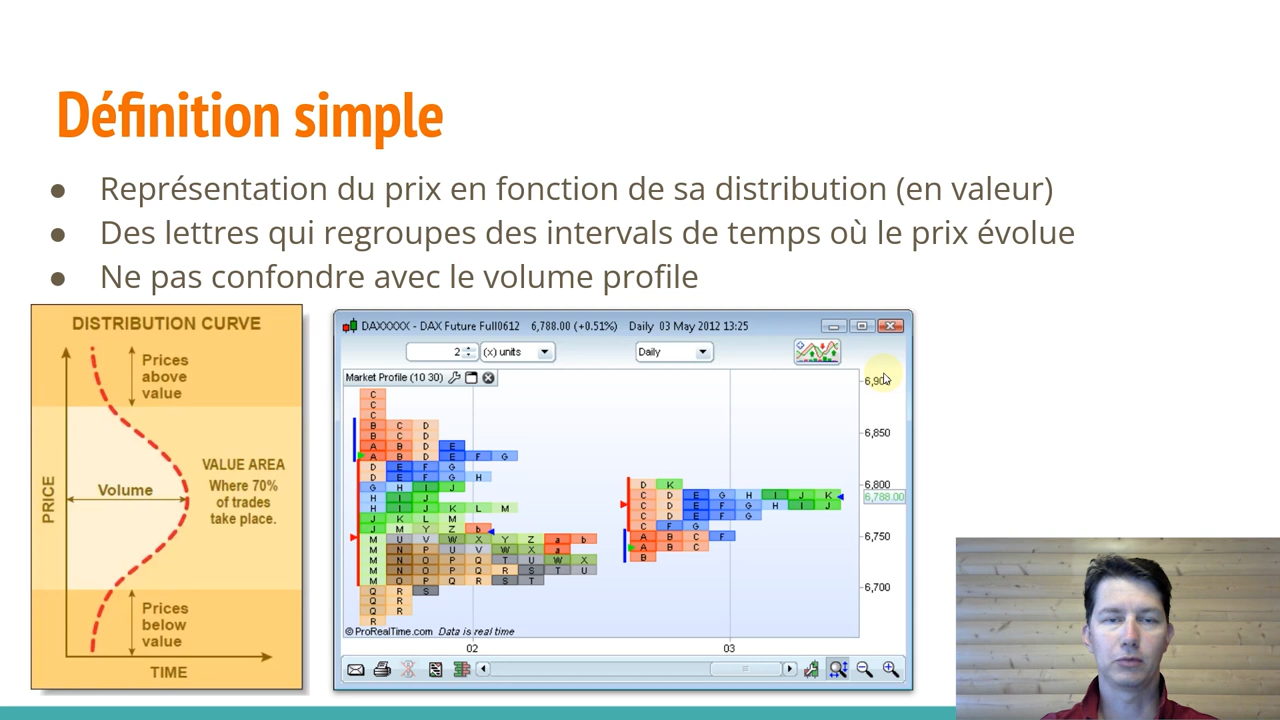 Définition simple
● Représentation du prix en fonction de sa distribution (en valeur)
● Des lettres qui regroupes des intervals de temps où le prix évolue
● Ne pas confondre avec le volume profile
DISTRIBUTION CURVE
Prices
above
value
VALUE AREA
Where 70%
of trades
take place.
Volume
PRICE
Prices
below
value
TIME
DAXXXXX - DAX Future Full0612 6,788.00 (+0.51%) Daily 03 May 2012 13:25
2 (x) units Daily
Market Profile (10 30)
C
C
C
B C D
B C D
A B D E
A B D E F G
D E F G
D E F G H
G H I J
H I J
H I J K L M
J K L M
J M Y Z b
M U V W X Y Z a b
M N P U V W X a
M N O P Q T U W X
M N O P Q R S T U
M O P Q R S T
Q R S
Q R
Q R
R
D K
C D E G H I J K
C D E F G H I J
C D E F G
C F G
A B C F
A B C
B
6,900
6,850
6,800
6,788.00
6,750
6,700
© ProRealTime.com Data is real time
02 03